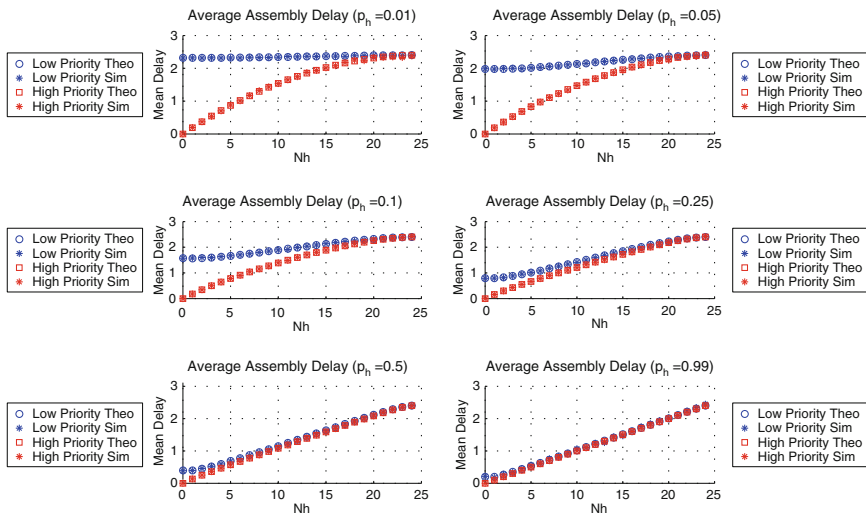 Average Assembly Delay (p_h =0.01)
Low Priority Theo
Low Priority Sim
High Priority Theo
High Priority Sim
Mean Delay
3
2
1
0
0 5 10 15 20 25
Nh
Average Assembly Delay (p_h =0.05)
Mean Delay
3
2
1
0
0 5 10 15 20 25
Nh
Low Priority Theo
Low Priority Sim
High Priority Theo
High Priority Sim
Average Assembly Delay (p_h =0.1)
Low Priority Theo
Low Priority Sim
High Priority Theo
High Priority Sim
Mean Delay
3
2
1
0
0 5 10 15 20 25
Nh
Average Assembly Delay (p_h =0.25)
Mean Delay
3
2
1
0
0 5 10 15 20 25
Nh
Low Priority Theo
Low Priority Sim
High Priority Theo
High Priority Sim
Average Assembly Delay (p_h =0.5)
Low Priority Theo
Low Priority Sim
High Priority Theo
High Priority Sim
Mean Delay
3
2
1
0
0 5 10 15 20 25
Nh
Average Assembly Delay (p_h =0.99)
Mean Delay
3
2
1
0
0 5 10 15 20 25
Nh
Low Priority Theo
Low Priority Sim
High Priority Theo
High Priority Sim